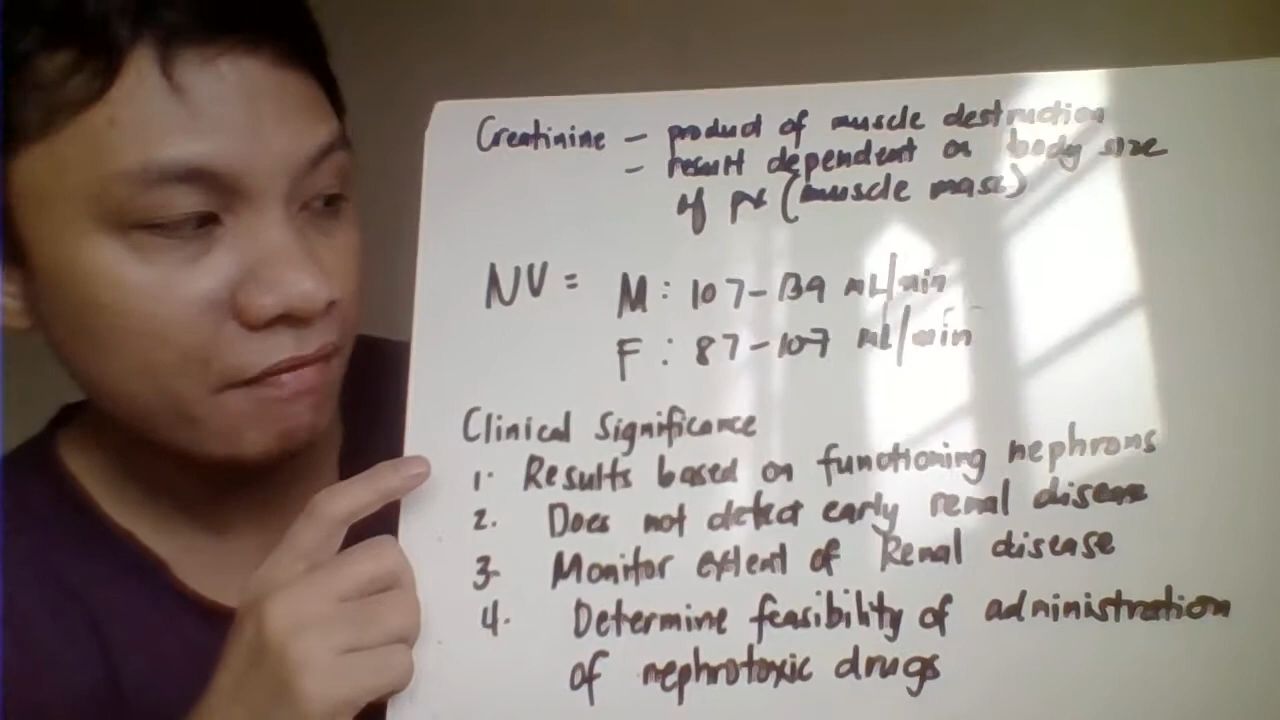 Creatinine - product of muscle destruction
- result dependent on body size
of px (muscle mass)
NV = M: 107-139 mL/min
F: 87-107 mL/min
Clinical Significance
1. Results based on functioning nephrons
2. Does not detect early renal disease
3. Monitor extent of Renal disease
4. Determine feasibility of administration
of nephrotoxic drugs